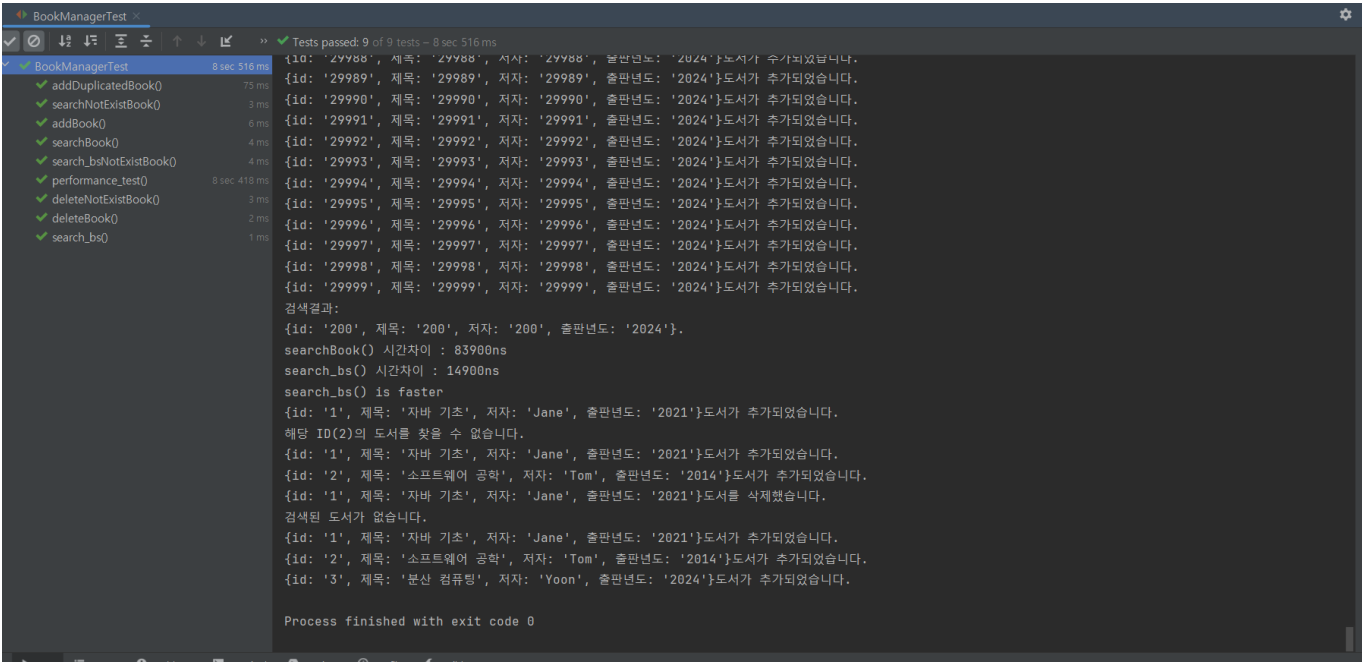 BookManagerTest
Tests passed: 9 of 9 tests – 8 sec 516 ms
BookManagerTest 8 sec 516 ms
addDuplicatedBook() 75 ms
searchNotExistBook() 3 ms
addBook() 6 ms
searchBook() 4 ms
search_bsNotExistBook() 4 ms
performance_test() 8 sec 418 ms
deleteNotExistBook() 3 ms
deleteBook() 2 ms
search_bs() 1 ms
{id: '29988', 제목: '29988', 저자: '29988', 출판년도: '2024'}도서가 추가되었습니다.
{id: '29989', 제목: '29989', 저자: '29989', 출판년도: '2024'}도서가 추가되었습니다.
{id: '29990', 제목: '29990', 저자: '29990', 출판년도: '2024'}도서가 추가되었습니다.
{id: '29991', 제목: '29991', 저자: '29991', 출판년도: '2024'}도서가 추가되었습니다.
{id: '29992', 제목: '29992', 저자: '29992', 출판년도: '2024'}도서가 추가되었습니다.
{id: '29993', 제목: '29993', 저자: '29993', 출판년도: '2024'}도서가 추가되었습니다.
{id: '29994', 제목: '29994', 저자: '29994', 출판년도: '2024'}도서가 추가되었습니다.
{id: '29995', 제목: '29995', 저자: '29995', 출판년도: '2024'}도서가 추가되었습니다.
{id: '29996', 제목: '29996', 저자: '29996', 출판년도: '2024'}도서가 추가되었습니다.
{id: '29997', 제목: '29997', 저자: '29997', 출판년도: '2024'}도서가 추가되었습니다.
{id: '29998', 제목: '29998', 저자: '29998', 출판년도: '2024'}도서가 추가되었습니다.
{id: '29999', 제목: '29999', 저자: '29999', 출판년도: '2024'}도서가 추가되었습니다.
검색결과:
{id: '200', 제목: '200', 저자: '200', 출판년도: '2024'}.
searchBook() 시간차이 : 83900ns
search_bs() 시간차이 : 14900ns
search_bs() is faster
{id: '1', 제목: '자바 기초', 저자: 'Jane', 출판년도: '2021'}도서가 추가되었습니다.
해당 ID(2)의 도서를 찾을 수 없습니다.
{id: '1', 제목: '자바 기초', 저자: 'Jane', 출판년도: '2021'}도서가 추가되었습니다.
{id: '2', 제목: '소프트웨어 공학', 저자: 'Tom', 출판년도: '2014'}도서가 추가되었습니다.
{id: '1', 제목: '자바 기초', 저자: 'Jane', 출판년도: '2021'}도서를 삭제했습니다.
검색된 도서가 없습니다.
{id: '1', 제목: '자바 기초', 저자: 'Jane', 출판년도: '2021'}도서가 추가되었습니다.
{id: '2', 제목: '소프트웨어 공학', 저자: 'Tom', 출판년도: '2014'}도서가 추가되었습니다.
{id: '3', 제목: '분산 컴퓨팅', 저자: 'Yoon', 출판년도: '2024'}도서가 추가되었습니다.
Process finished with exit code 0